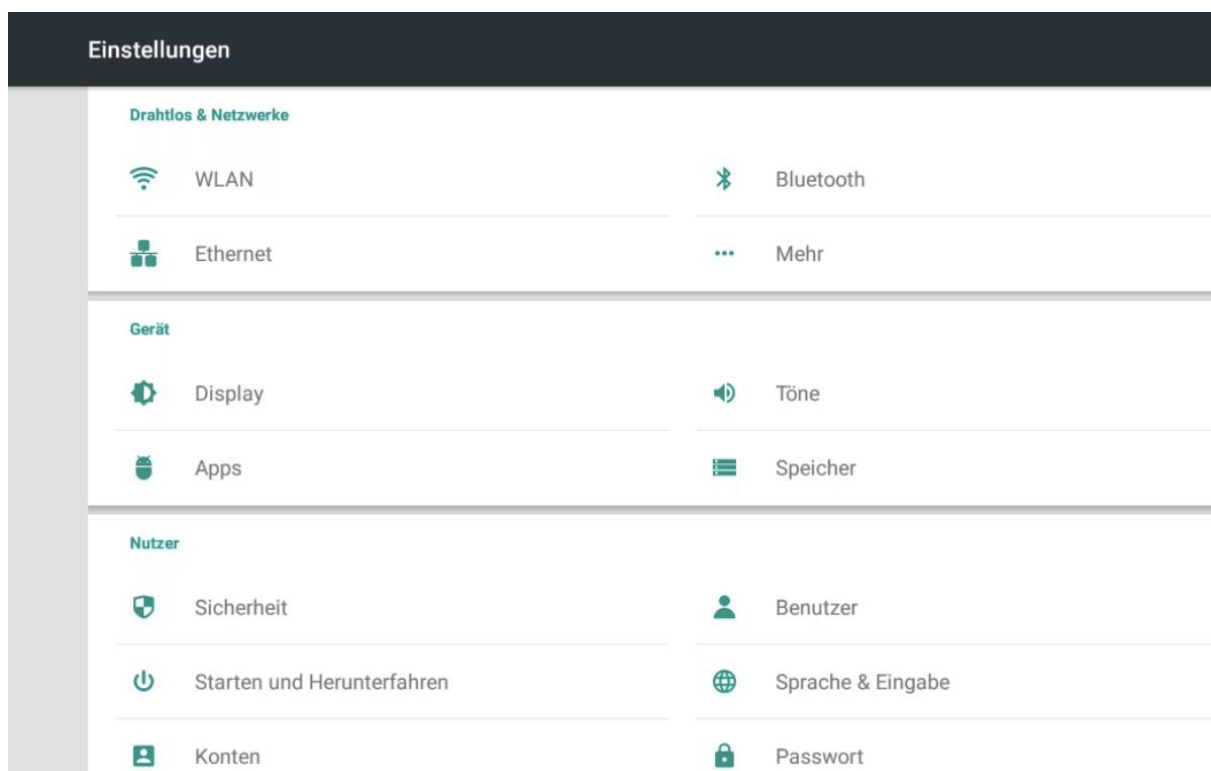 Einstellungen
Drahtlos & Netzwerke
WLAN
Bluetooth
Ethernet
Mehr
Gerät
Display
Töne
Apps
Speicher
Nutzer
Sicherheit
Benutzer
Starten und Herunterfahren
Sprache & Eingabe
Konten
Passwort